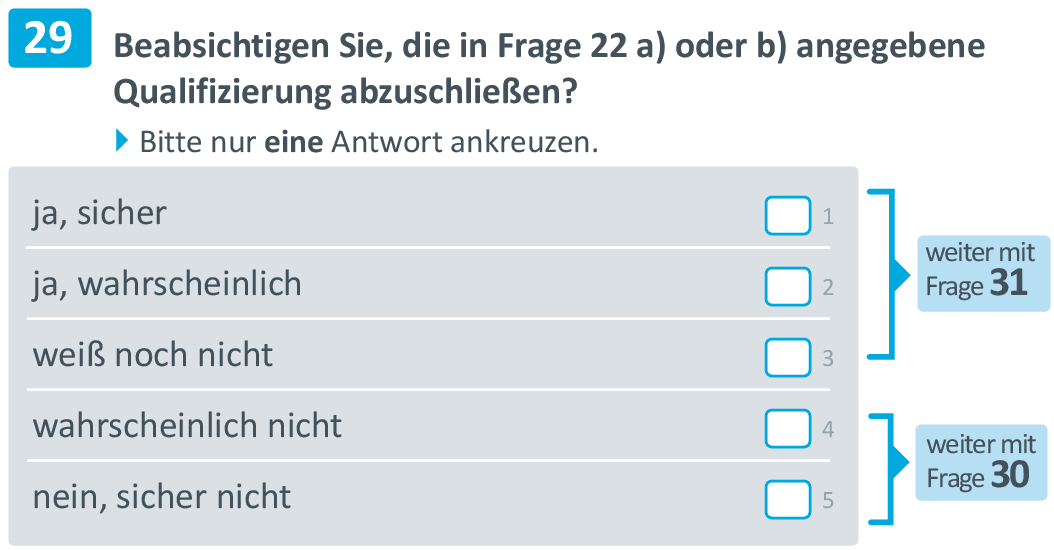 29
Beabsichtigen Sie, die in Frage 22 a) oder b) angegebene
Qualifizierung abzuschließen?
Bitte nur eine Antwort ankreuzen.
ja, sicher 1
ja, wahrscheinlich 2
weiß noch nicht 3
weiter mit
Frage 31
wahrscheinlich nicht 4
nein, sicher nicht 5
weiter mit
Frage 30